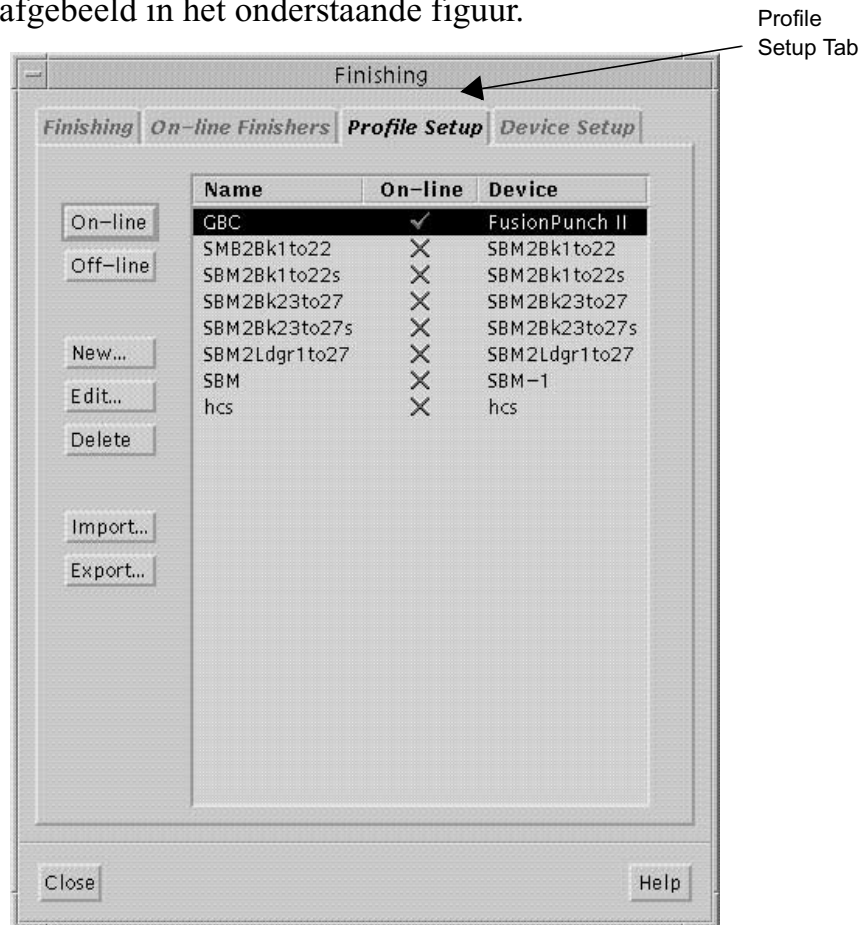 afgebeeld in het onderstaande figuur.
Profile
Setup Tab
Finishing
Finishing On-line Finishers Profile Setup Device Setup
Name On-line Device
On-line
Off-line
New...
Edit...
Delete
Import...
Export...
GBC ✓ FusionPunch II
SMB2Bk1to22 X SBM2Bk1to22
SBM2Bk1to22s X SBM2Bk1to22s
SBM2Bk23to27 X SBM2Bk23to27
SBM2Bk23to27s X SBM2Bk23to27s
SBM2Ldgr1to27 X SBM2Ldgr1to27
SBM X SBM-1
hcs X hcs
Close Help